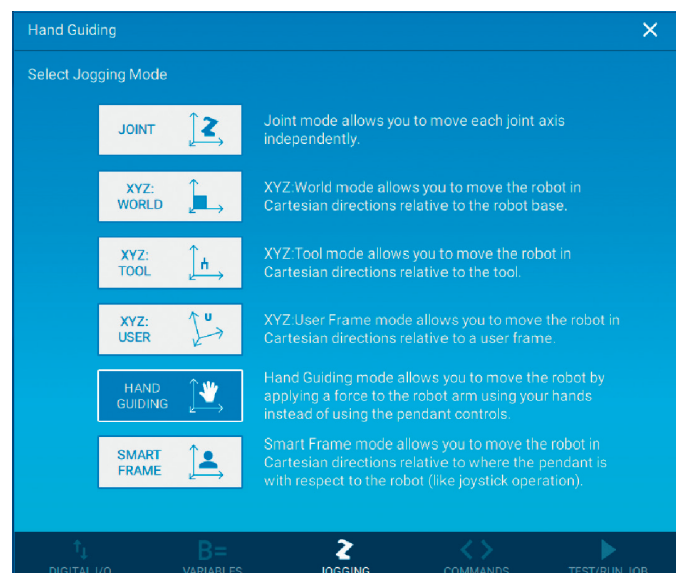 Hand Guiding
Select Jogging Mode
JOINT
Joint mode allows you to move each joint axis
independently.
XYZ:
WORLD
XYZ:World mode allows you to move the robot in
Cartesian directions relative to the robot base.
XYZ:
TOOL
XYZ:Tool mode allows you to move the robot in
Cartesian directions relative to the tool.
XYZ:
USER
U
XYZ:User Frame mode allows you to move the robot in
Cartesian directions relative to a user frame.
HAND
GUIDING
Hand Guiding mode allows you to move the robot by
applying a force to the robot arm using your hands
instead of using the pendant controls.
SMART
FRAME
Smart Frame mode allows you to move the robot in
Cartesian directions relative to where the pendant is
with respect to the robot (like joystick operation).
B=
DIGITAL I/O VARIABLES JOGGING COMMANDS TEST/RUN JOB